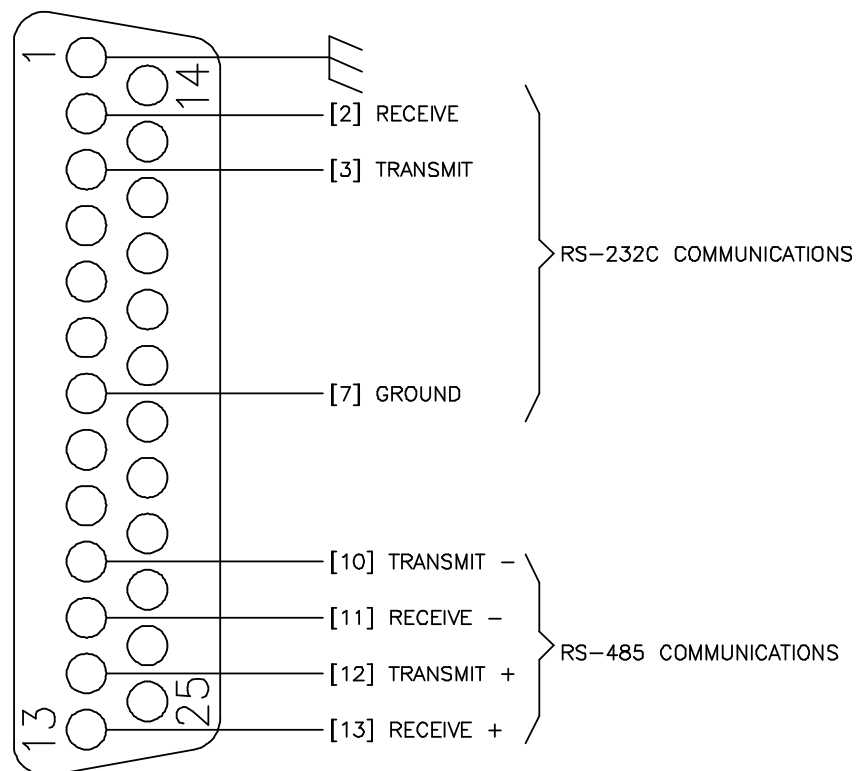 1
14
[2] RECEIVE
[3] TRANSMIT
RS-232C COMMUNICATIONS
[7] GROUND
[10] TRANSMIT -
[11] RECEIVE -
RS-485 COMMUNICATIONS
[12] TRANSMIT +
25
13
[13] RECEIVE +